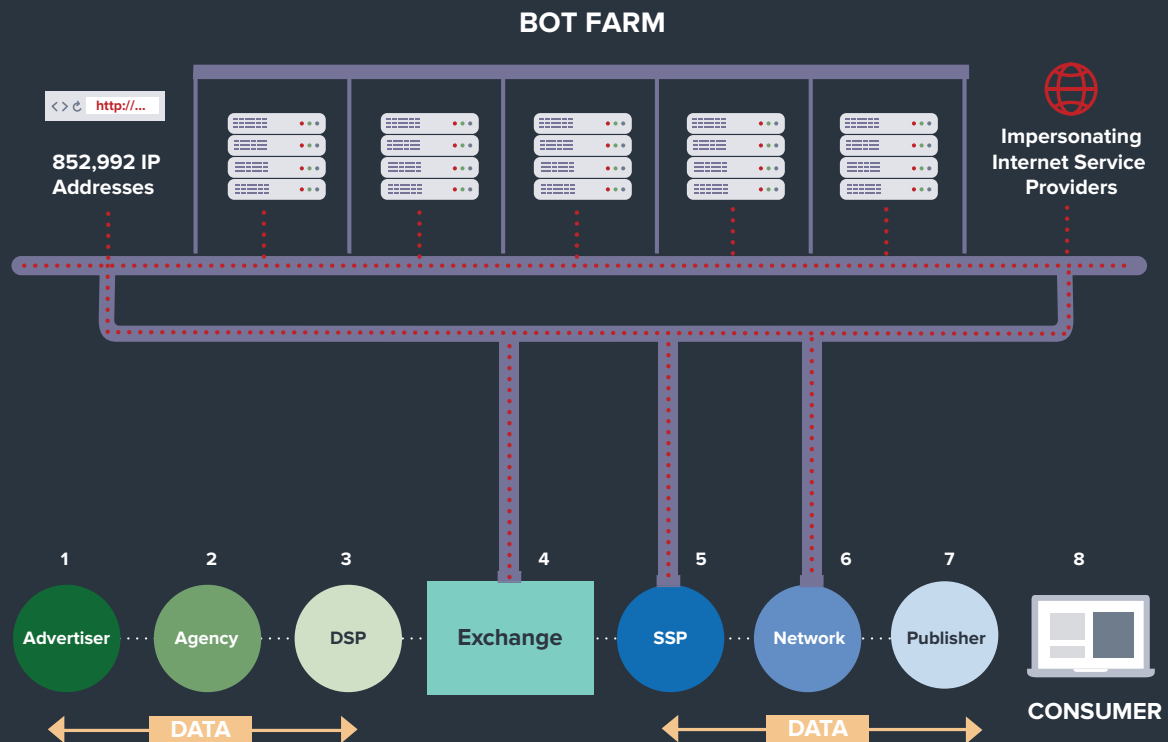 BOT FARM
http://...
852,992 IP
Addresses
Impersonating
Internet Service
Providers
1
2
3
4
5
6
7
8
Advertiser
Agency
DSP
Exchange
SSP
Network
Publisher
CONSUMER
DATA
DATA